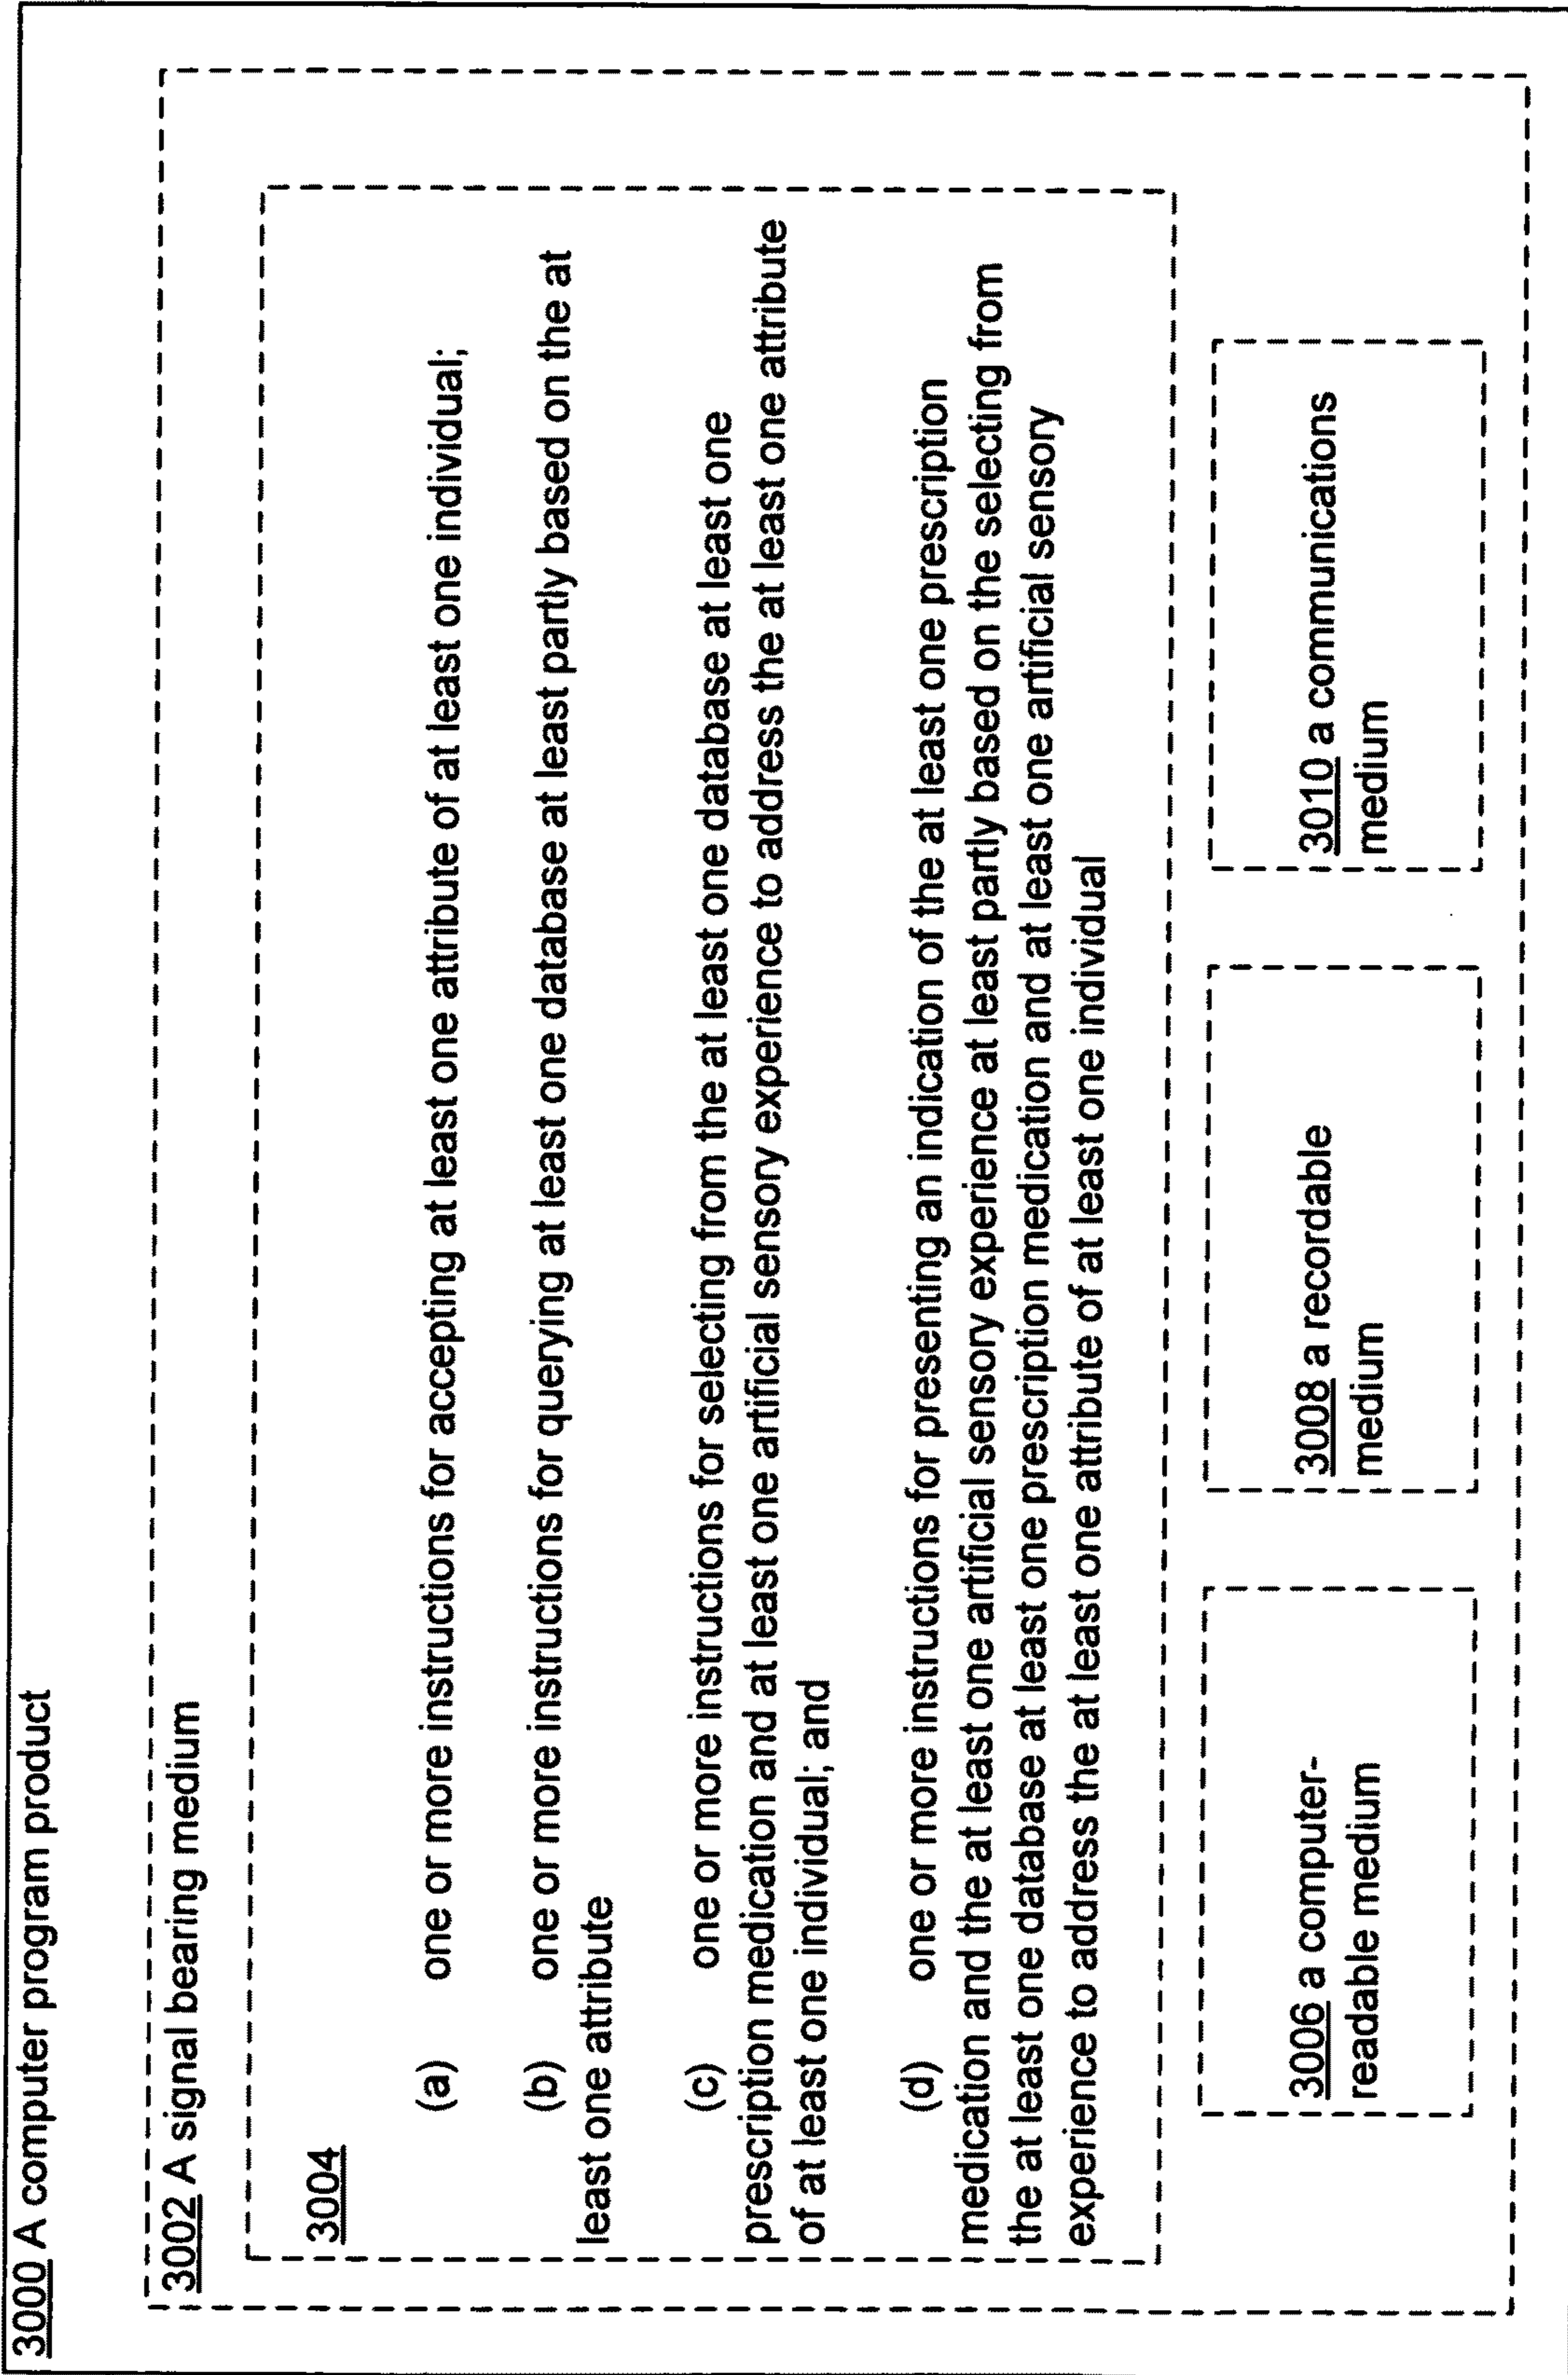 3000 A computer program product
3002 A signal bearing medium
3004
(a) one or more instructions for accepting at least one attribute of at least one individual;
(b) one or more instructions for querying at least one database at least partly based on the at
least one attribute
(c) one or more instructions for selecting from the at least one database at least one
prescription medication and at least one artificial sensory experience to address the at least one attribute
of at least one individual; and
(d) one or more instructions for presenting an indication of the at least one prescription
medication and the at least one artificial sensory experience at least partly based on the selecting from
the at least one database at least one prescription medication and at least one artificial sensory
experience to address the at least one attribute of at least one individual
3006 a computer-
readable medium
3008 a recordable
medium
3010 a communications
medium